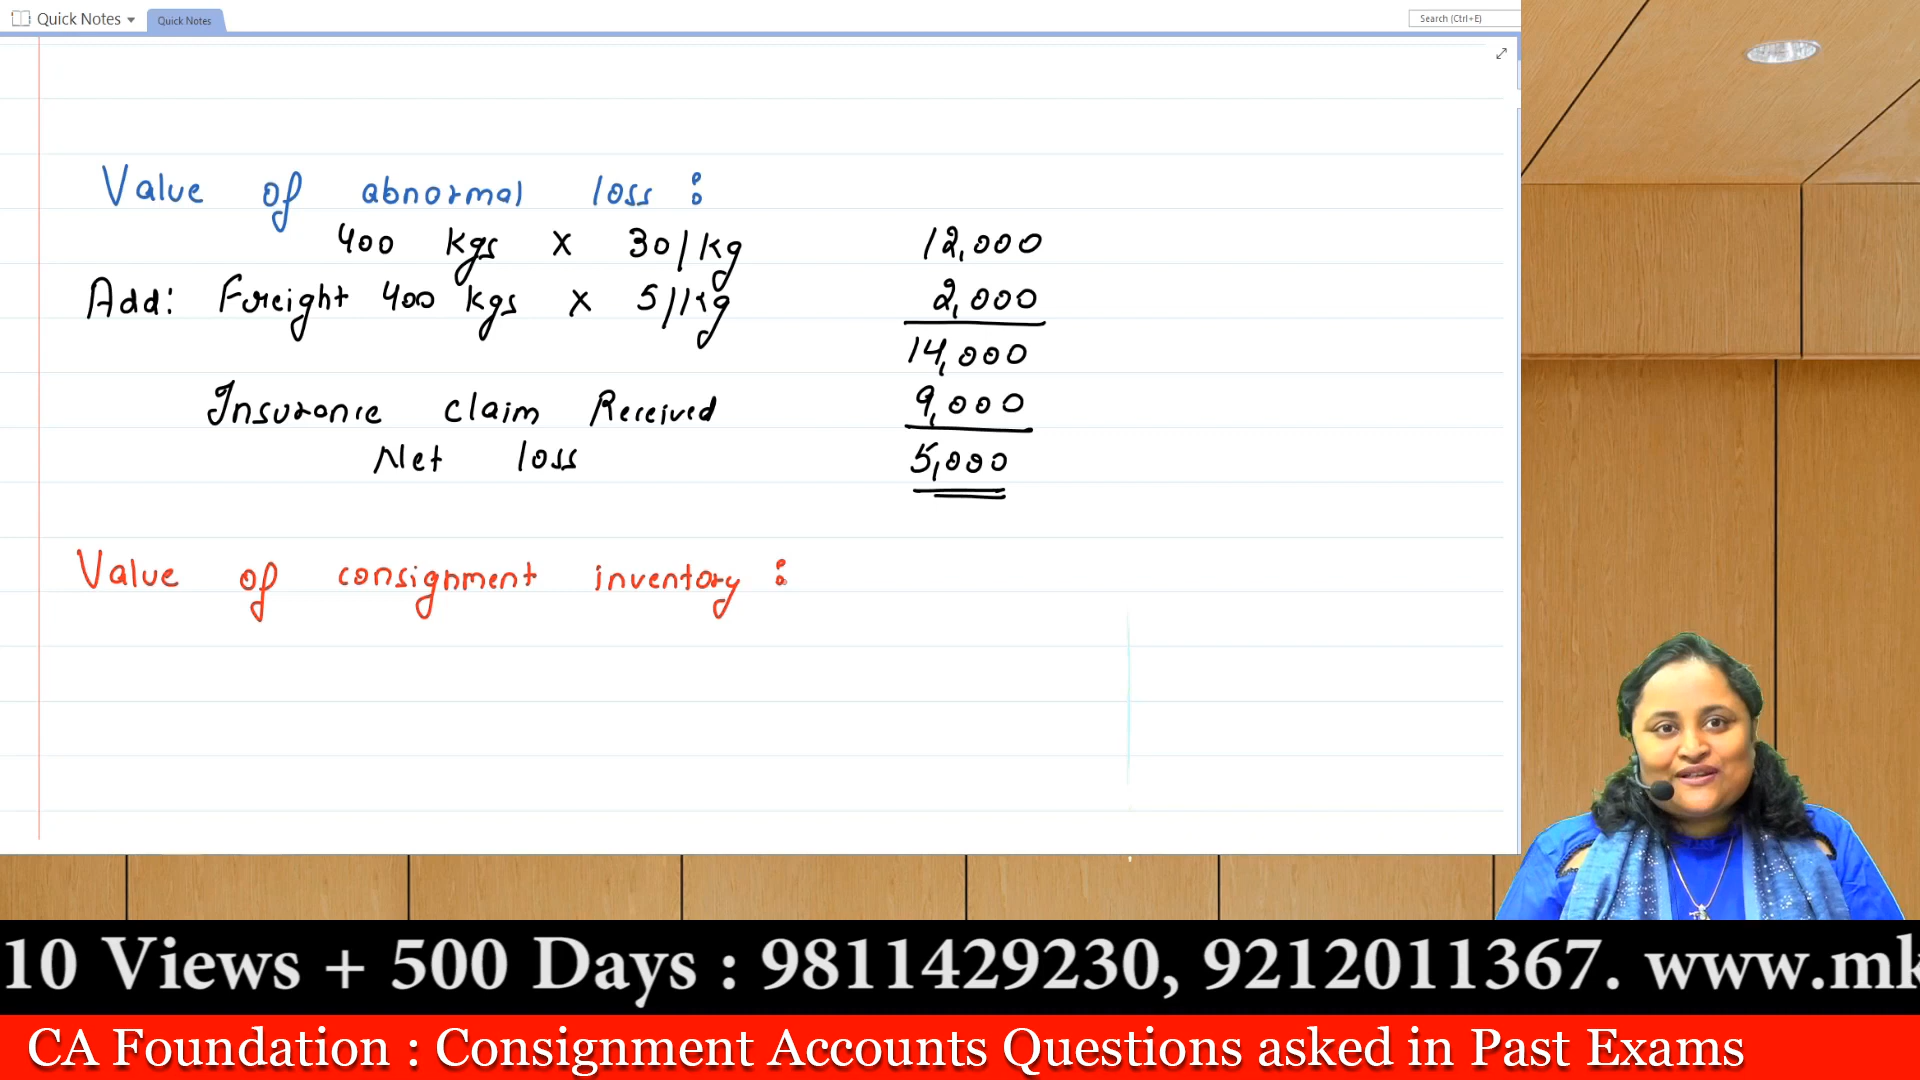 Quick Notes
Quick Notes
Search (Ctrl+E)
Value of abnormal loss :
400 kgs x 30/kg 12,000
Add: Freight 400 kgs x 5/kg 2,000
14,000
Insurance claim Received 9,000
Net loss 5,000
Value of consignment inventory :
10 Views + 500 Days : 9811429230, 9212011367. www.mk
CA Foundation : Consignment Accounts Questions asked in Past Exams